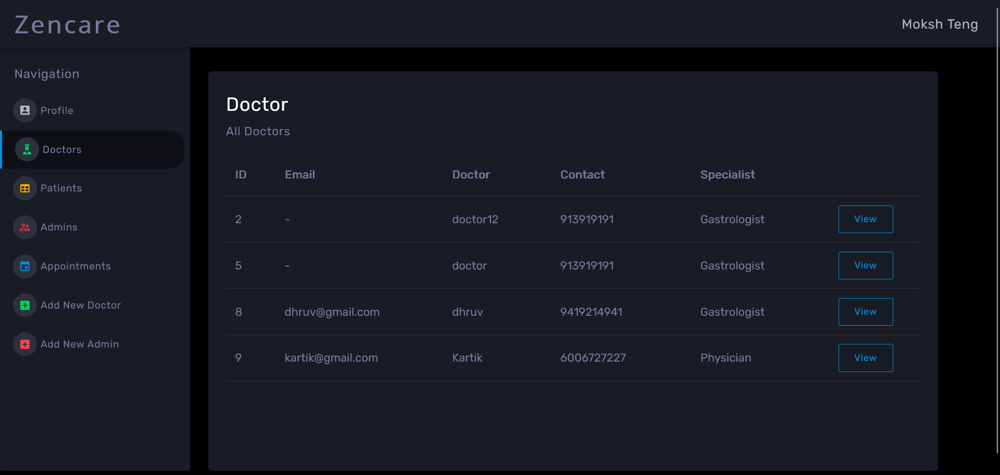 Zencare
Moksh Teng
Navigation
Profile
Doctors
Patients
Admins
Appointments
Add New Doctor
Add New Admin
Doctor
All Doctors
ID Email Doctor Contact Specialist
2 - doctor12 913919191 Gastrologist View
5 - doctor 913919191 Gastrologist View
8 dhruv@gmail.com dhruv 9419214941 Gastrologist View
9 kartik@gmail.com Kartik 6006727227 Physician View